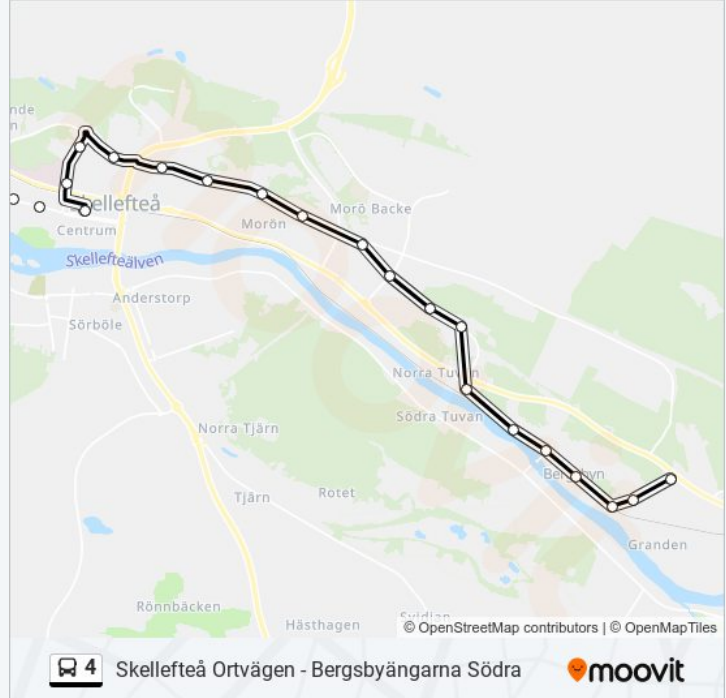 Skellefteå
Morö Backe
Morön
Centrum
Skellefteälven
Anderstorp
Sörböle
Norra Tuvan
Södra Tuvan
Norra Tjärn
Bergsbyn
Tjärn
Rotet
Granden
Rönnbäcken
Hästhagen
© OpenStreetMap contributors | © OpenMapTiles
4 Skellefteå Ortvägen - Bergsbyängarna Södra
moovit